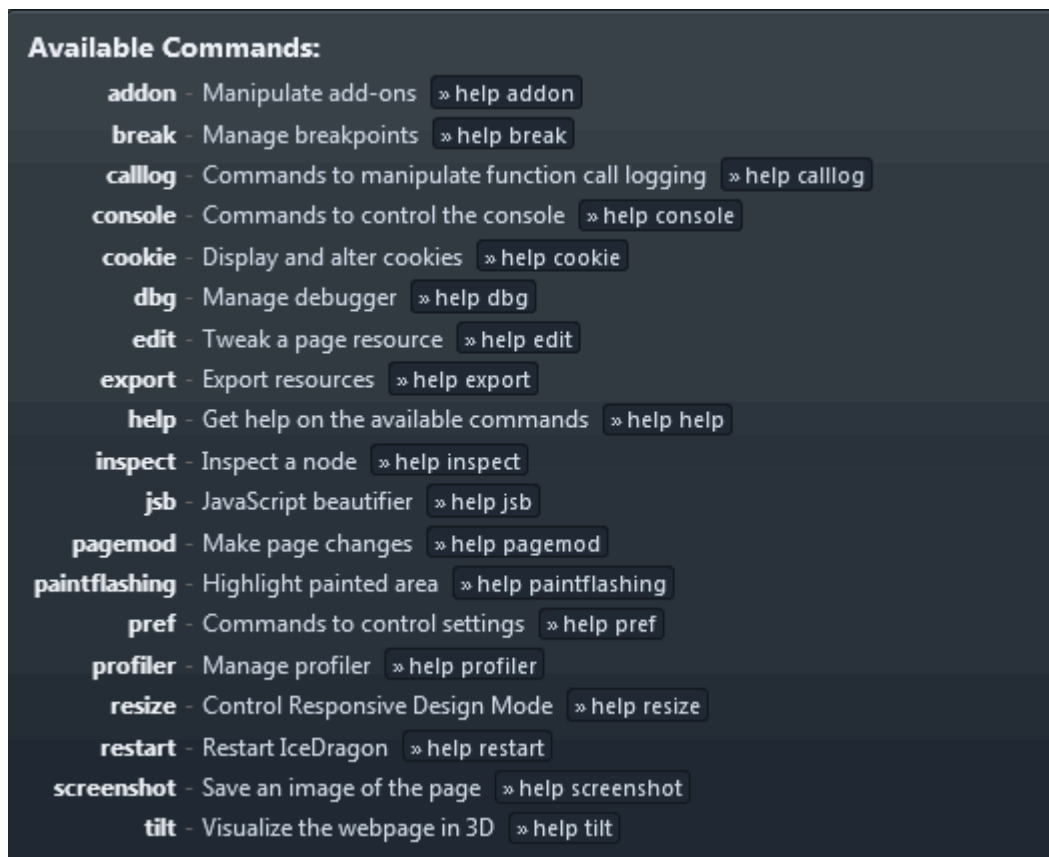 Available Commands:
addon - Manipulate add-ons » help addon
break - Manage breakpoints » help break
calllog - Commands to manipulate function call logging » help calllog
console - Commands to control the console » help console
cookie - Display and alter cookies » help cookie
dbg - Manage debugger » help dbg
edit - Tweak a page resource » help edit
export - Export resources » help export
help - Get help on the available commands » help help
inspect - Inspect a node » help inspect
jsb - JavaScript beautifier » help jsb
pagemod - Make page changes » help pagemod
paintflashing - Highlight painted area » help paintflashing
pref - Commands to control settings » help pref
profiler - Manage profiler » help profiler
resize - Control Responsive Design Mode » help resize
restart - Restart IceDragon » help restart
screenshot - Save an image of the page » help screenshot
tilt - Visualize the webpage in 3D » help tilt